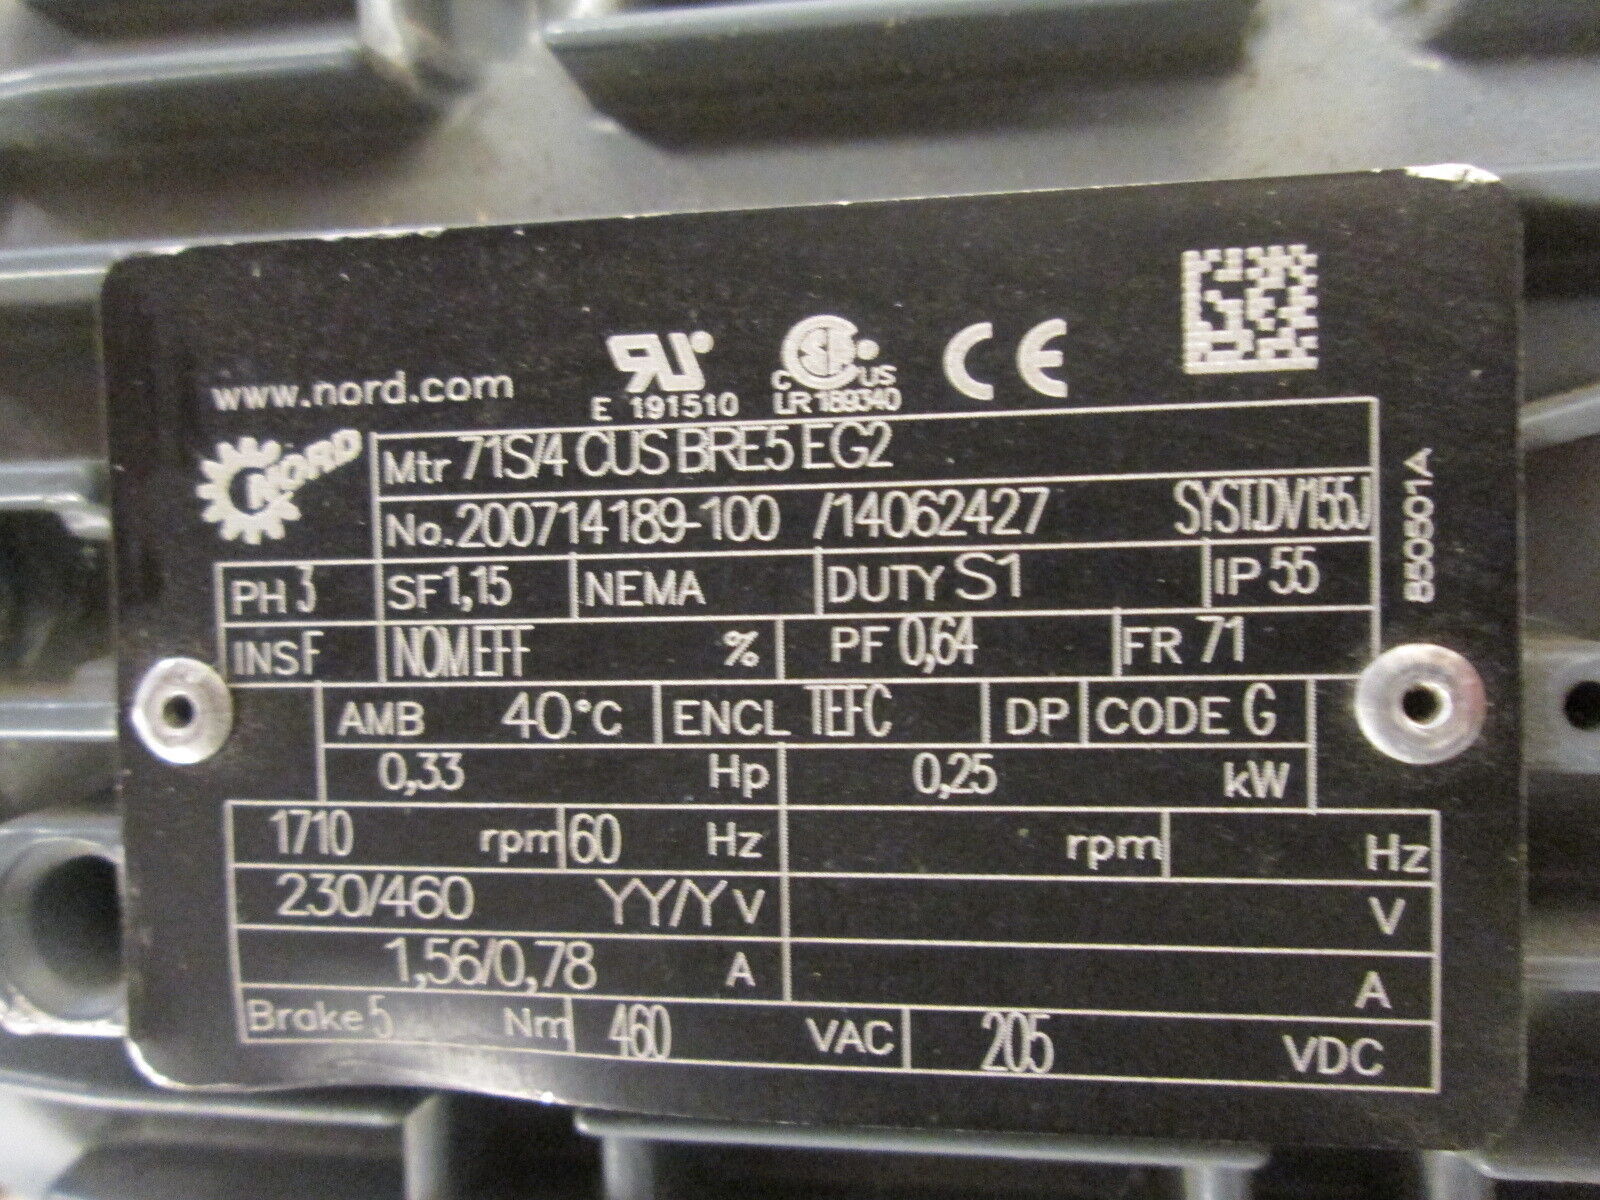 www.nord.com
E 191510
C US
LR 189340
CE
NORD
Mtr 71S/4 CUS BRE5 EG2
No. 200714189-100 /14062427 SYST.DV155J
PH 3 SF 1,15 NEMA DUTY S1 IP 55
INS F NOM EFF % PF 0,64 FR 71
AMB 40°C ENCL TEFC DP CODE G
0,33 Hp 0,25 kW
1710 rpm 60 Hz rpm Hz
230/460 YY/Y V V
1,56/0,78 A A
Brake 5 Nm 460 VAC 205 VDC
850501A